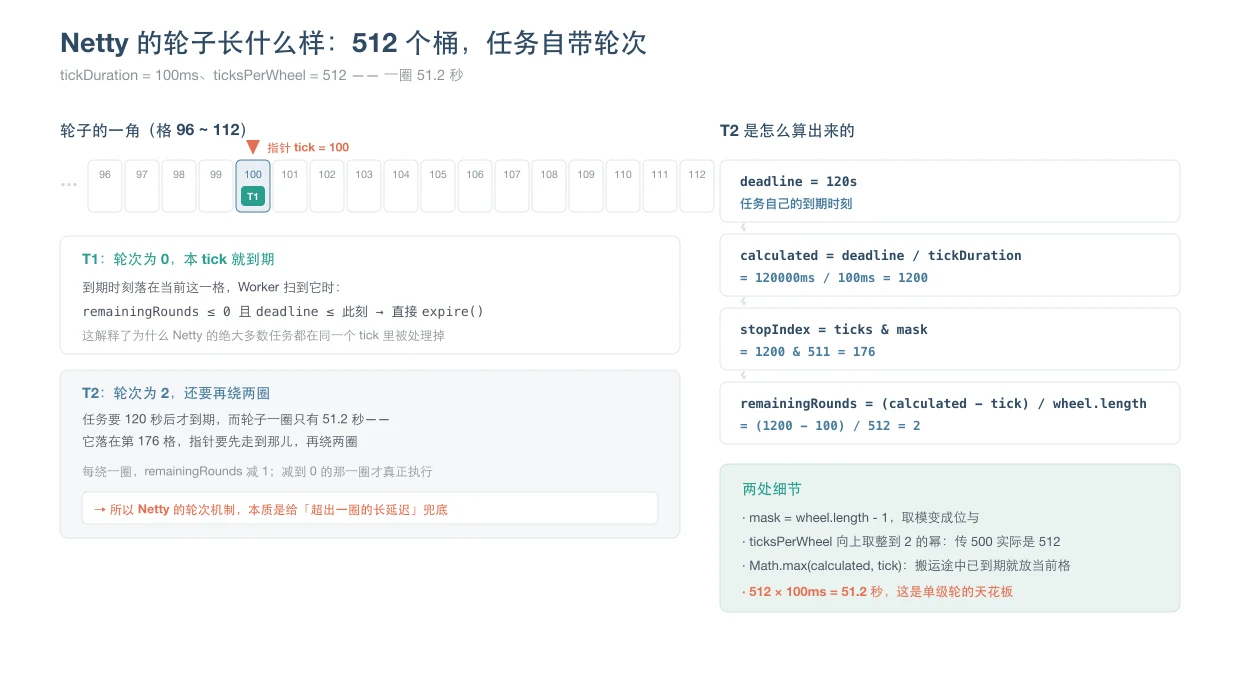 Netty 的轮子长什么样：512 个桶，任务自带轮次
tickDuration = 100ms、ticksPerWheel = 512 —— 一圈 51.2 秒
轮子的一角（格 96 ~ 112）
指针 tick = 100
... 96 97 98 99 100 101 102 103 104 105 106 107 108 109 110 111 112
T1
T1：轮次为 0，本 tick 就到期
到期时刻落在当前这一格，Worker 扫到它时：
remainingRounds ≤ 0 且 deadline ≤ 此刻 → 直接 expire()
这解释了为什么 Netty 的绝大多数任务都在同一个 tick 里被处理掉
T2：轮次为 2，还要再绕两圈
任务要 120 秒后才到期，而轮子一圈只有 51.2 秒——
它落在第 176 格，指针要先走到那儿，再绕两圈
每绕一圈，remainingRounds 减 1；减到 0 的那一圈才真正执行
→ 所以 Netty 的轮次机制，本质是给「超出一圈的长延迟」兜底
T2 是怎么算出来的
deadline = 120s
任务自己的到期时刻
calculated = deadline / tickDuration
= 120000ms / 100ms = 1200
stopIndex = ticks & mask
= 1200 & 511 = 176
remainingRounds = (calculated − tick) / wheel.length
= (1200 − 100) / 512 = 2
两处细节
· mask = wheel.length - 1，取模变成位与
· ticksPerWheel 向上取整到 2 的幂：传 500 实际是 512
· Math.max(calculated, tick)：搬运途中已到期就放当前格
· 512 × 100ms = 51.2 秒，这是单级轮的天花板